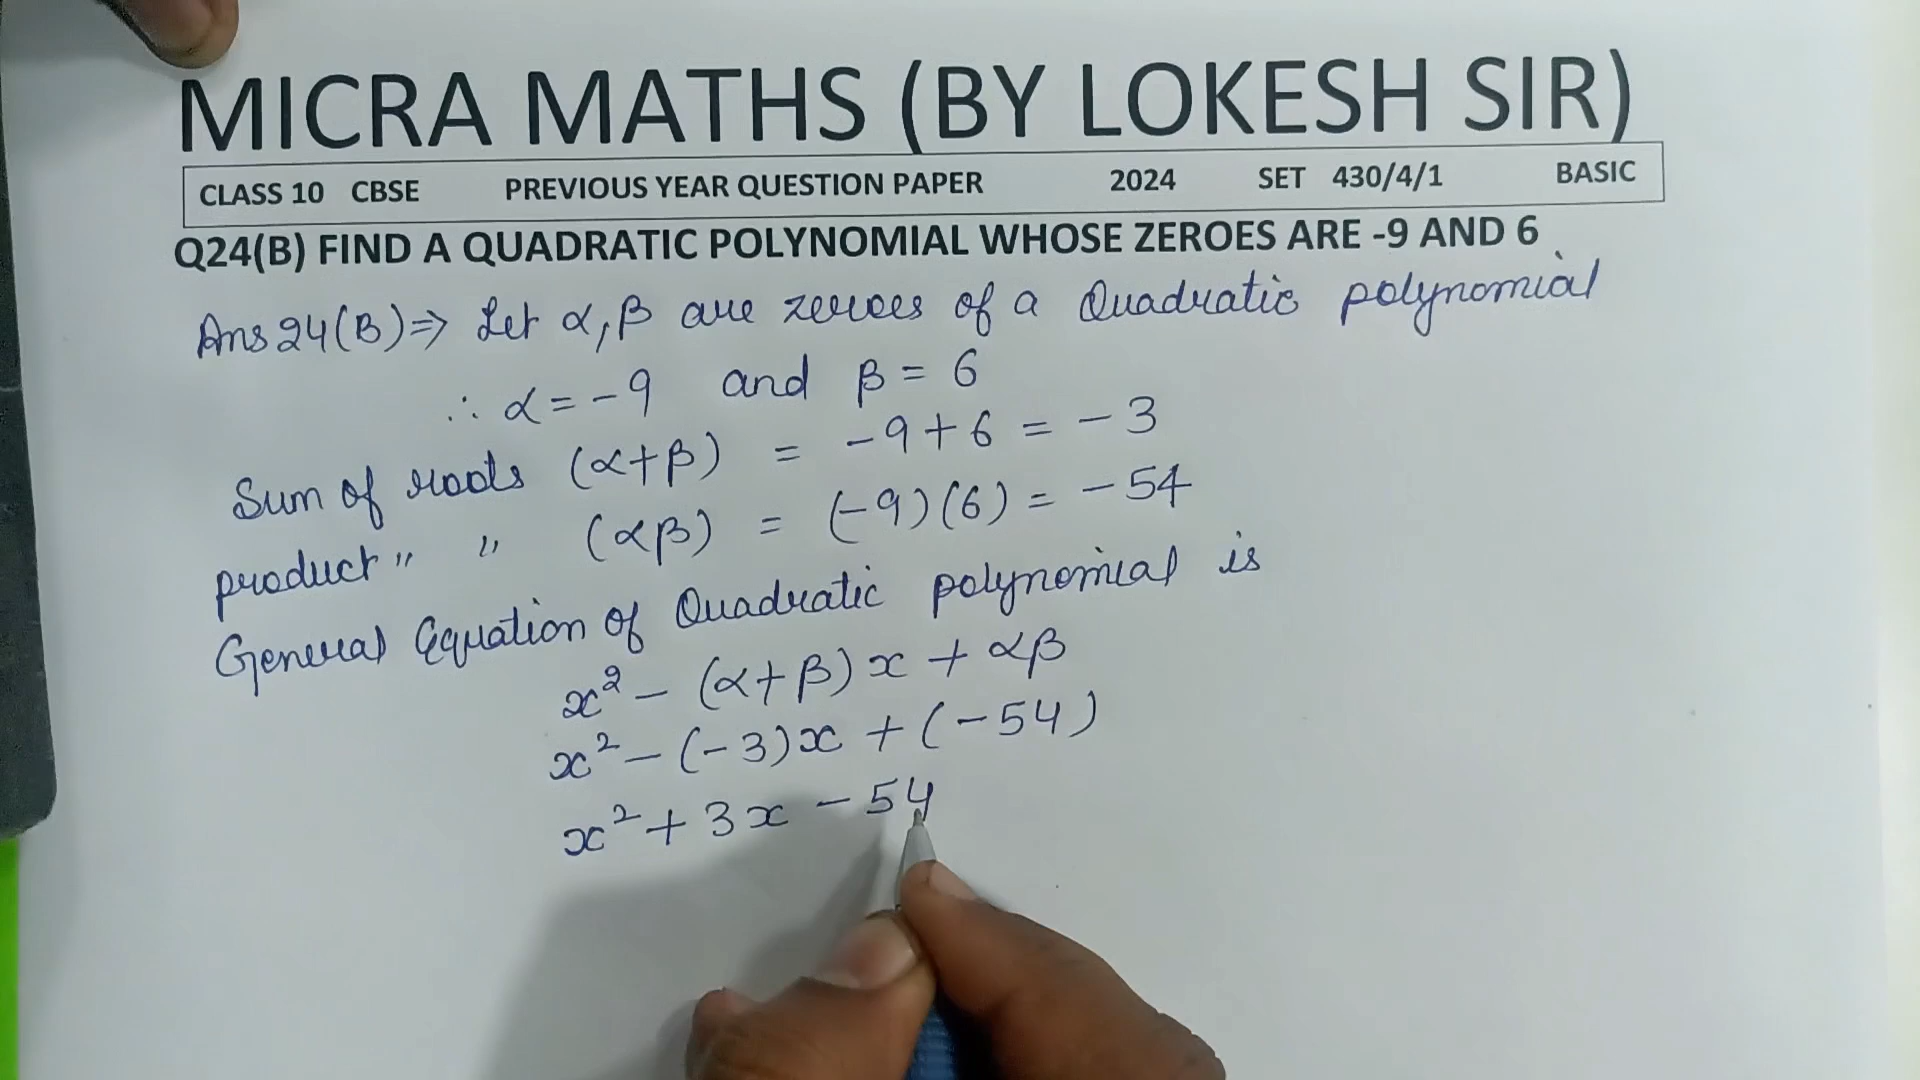 MICRA MATHS (BY LOKESH SIR)
CLASS 10 CBSE PREVIOUS YEAR QUESTION PAPER 2024 SET 430/4/1 BASIC
Q24(B) FIND A QUADRATIC POLYNOMIAL WHOSE ZEROES ARE -9 AND 6
Ans 24(B)⇒ Let α, β are zeroes of a Quadratic polynomial
∴ α = -9 and β = 6
Sum of roots (α+β) = -9+6 = -3
product " " (αβ) = (-9)(6) = -54
General Equation of Quadratic polynomial is
x² - (α+β)x + αβ
x² - (-3)x + (-54)
x² + 3x - 54